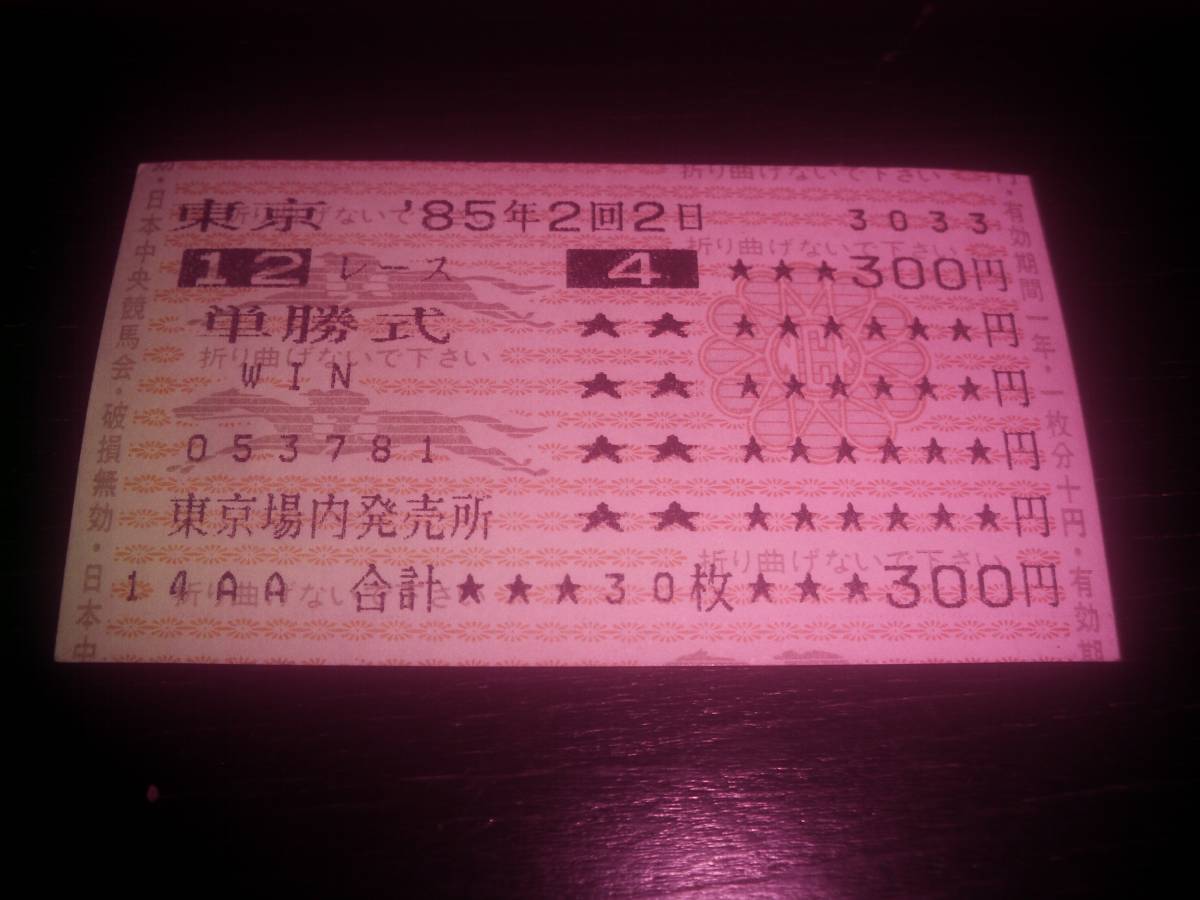 東京 '85年2回2日 3033
12 レース 4 ★★★300円
単勝式 ★★ ★★★★★★円
WIN ★★ ★★★★★★円
053781 ★★ ★★★★★★円
東京場内発売所 ★★ ★★★★★★円
14AA 合計★★★30枚★★★300円
折り曲げないで下さい
折り曲げないで下さい
折り曲げないで下さい
折り曲げないで下さい
日本中央競馬会・破損無効・日本中
有効期間一年・一枚分十円・有効期